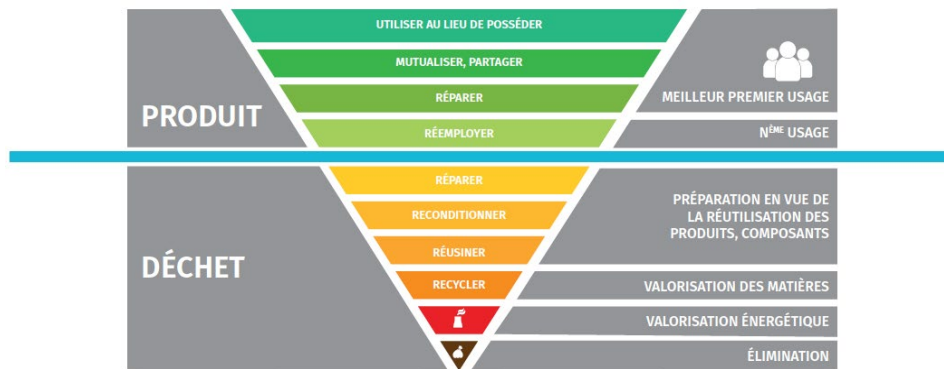 UTILISER AU LIEU DE POSSÉDER
MUTUALISER, PARTAGER
RÉPARER
RÉEMPLOYER
PRODUIT
MEILLEUR PREMIER USAGE
NÈME USAGE
RÉPARER
RECONDITIONNER
RÉUSINER
RECYCLER
DÉCHET
PRÉPARATION EN VUE DE
LA RÉUTILISATION DES
PRODUITS, COMPOSANTS
VALORISATION DES MATIÈRES
VALORISATION ÉNERGÉTIQUE
ÉLIMINATION